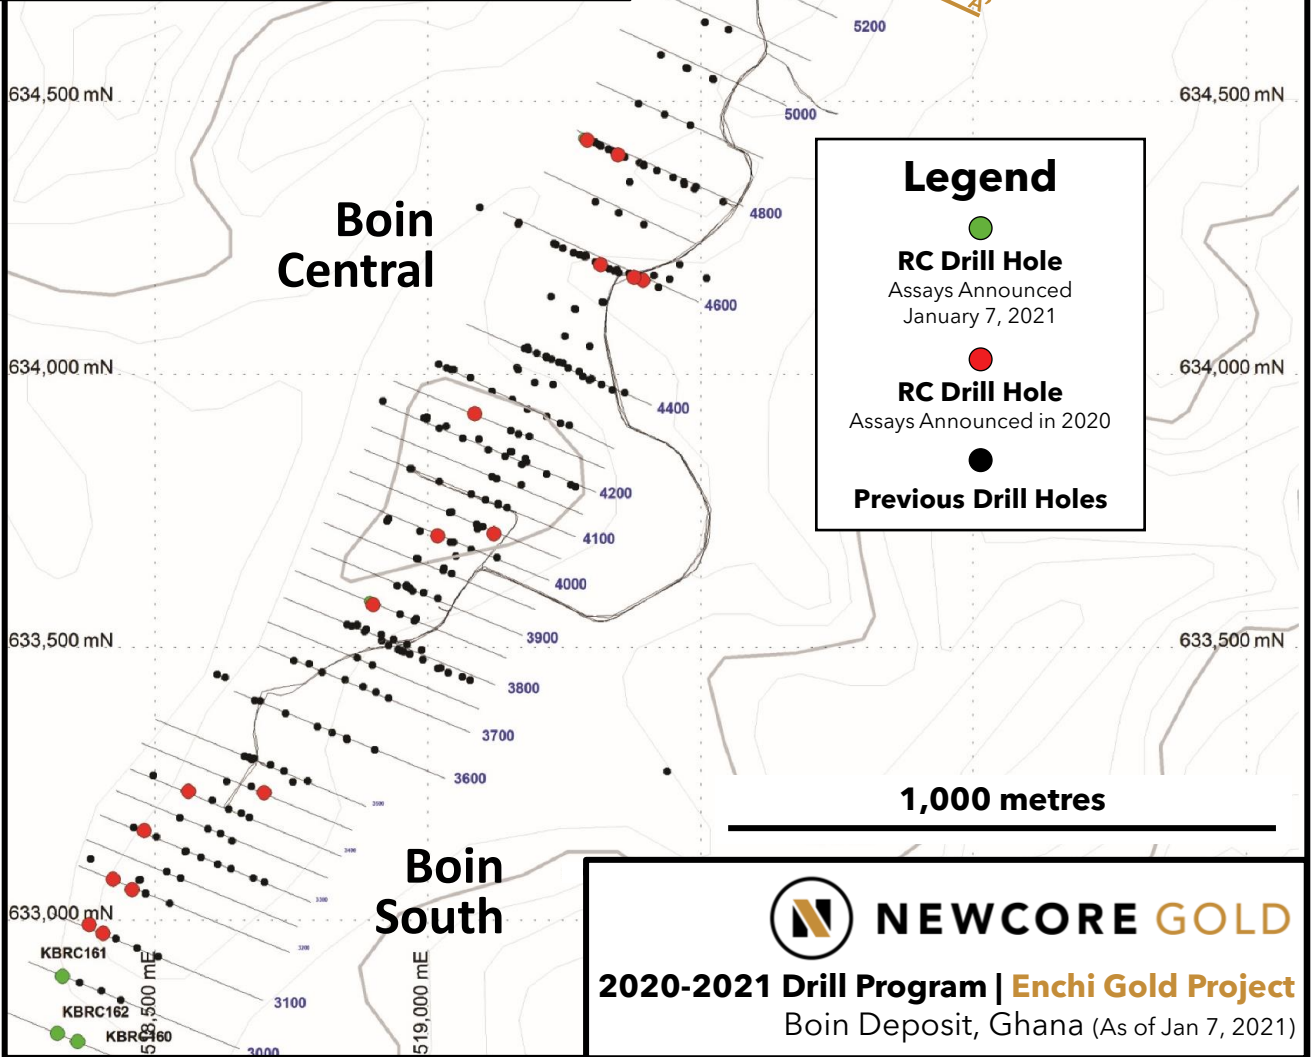 A'
5200
634,500 mN
634,500 mN
5000
Legend
RC Drill Hole
Assays Announced
January 7, 2021
RC Drill Hole
Assays Announced in 2020
Previous Drill Holes
Boin
Central
4800
4600
634,000 mN
634,000 mN
4400
4200
4100
4000
3900
633,500 mN
633,500 mN
3800
3700
3600
3500
3400
3300
3200
1,000 metres
Boin
South
633,000 mN
KBRC161
KBRC162
KBRC160
3100
3000
518,500 mE
519,000 mE
NEWCORE GOLD
2020-2021 Drill Program | Enchi Gold Project
Boin Deposit, Ghana (As of Jan 7, 2021)